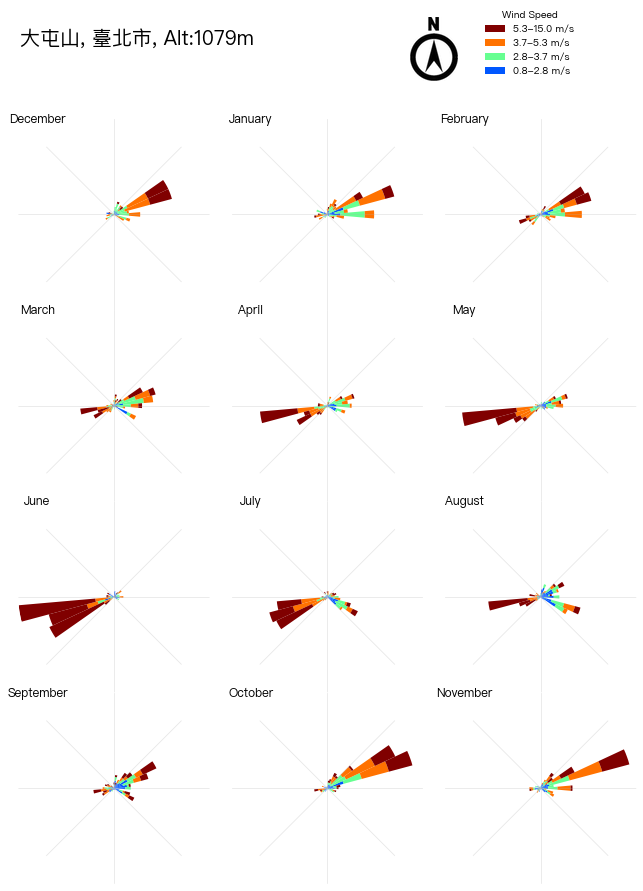 大屯山, 臺北市, Alt:1079m
N
Wind Speed
5.3–15.0 m/s
3.7–5.3 m/s
2.8–3.7 m/s
0.8–2.8 m/s
December
January
February
March
April
May
June
July
August
September
October
November